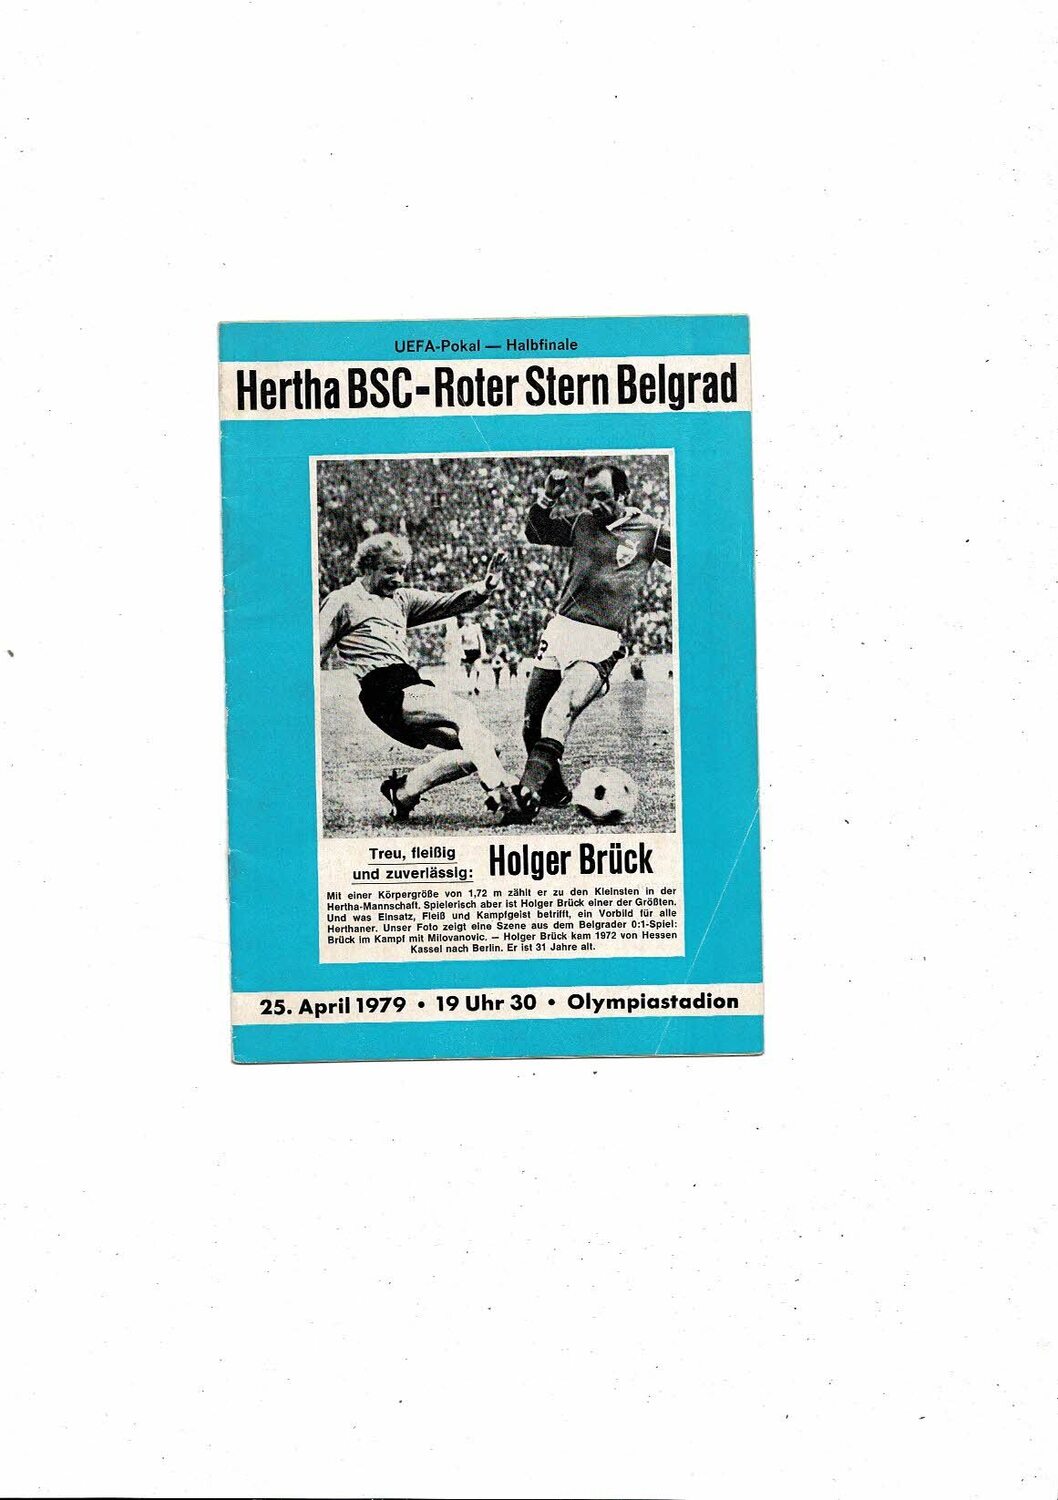 UEFA-Pokal — Halbfinale
Hertha BSC-Roter Stern Belgrad
Treu, fleißig
und zuverlässig:
Holger Brück
Mit einer Körpergröße von 1,72 m zählt er zu den Kleinsten in der
Hertha-Mannschaft. Spielerisch aber ist Holger Brück einer der Größten.
Und was Einsatz, Fleiß und Kampfgeist betrifft, ein Vorbild für alle
Herthaner. Unser Foto zeigt eine Szene aus dem Belgrader 0:1-Spiel:
Brück im Kampf mit Milovanovic. — Holger Brück kam 1972 von Hessen
Kassel nach Berlin. Er ist 31 Jahre alt.
25. April 1979 • 19 Uhr 30 • Olympiastadion